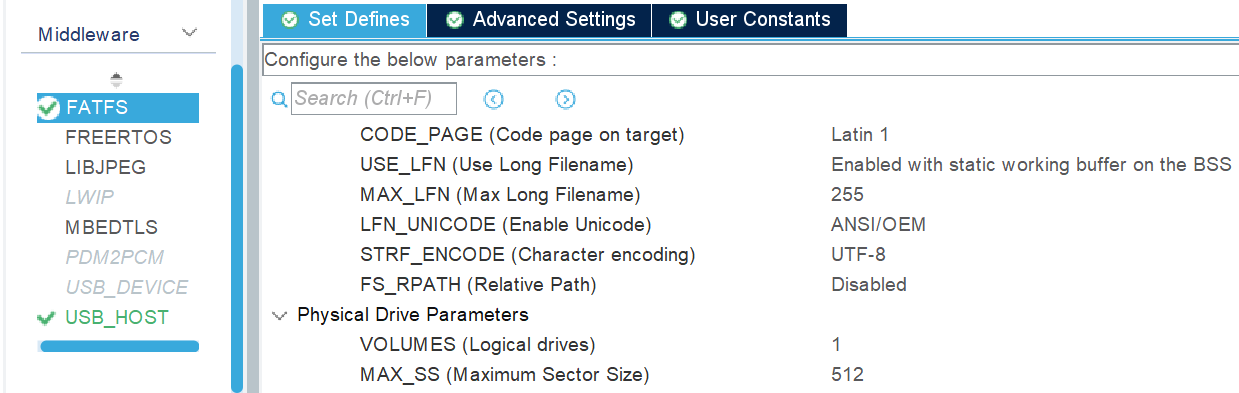 Middleware
FATFS
FREERTOS
LIBJPEG
LWIP
MBEDTLS
PDM2PCM
USB_DEVICE
USB_HOST
Set Defines
Advanced Settings
User Constants
Configure the below parameters :
Search (Ctrl+F)
CODE_PAGE (Code page on target) Latin 1
USE_LFN (Use Long Filename) Enabled with static working buffer on the BSS
MAX_LFN (Max Long Filename) 255
LFN_UNICODE (Enable Unicode) ANSI/OEM
STRF_ENCODE (Character encoding) UTF-8
FS_RPATH (Relative Path) Disabled
Physical Drive Parameters
VOLUMES (Logical drives) 1
MAX_SS (Maximum Sector Size) 512